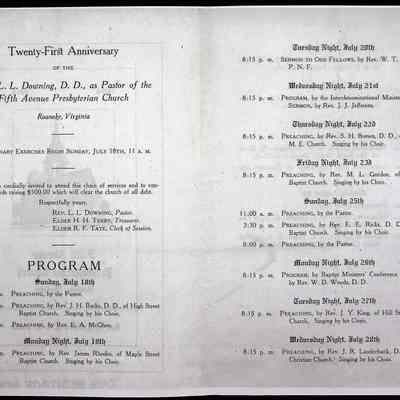 Twenty-First Anniversary
OF THE
L. L. Downing, D. D., as Pastor of the
Fifth Avenue Presbyterian Church
Roanoke, Virginia
Exercises Begin Sunday, July 18th, 11 a. m.
cordially invited to attend this chain of services and to
raising $500.00 which will clear the church of all debt.
Respectfully yours,
Rev. L. L. Downing, Pastor.
Elder H. H. Terry, Treasurer.
Elder B. F. Tate, Clerk of Session.
PROGRAM
Sunday, July 18th
Preaching, by the Pastor.
Preaching, by Rev. J. H. Burks, D. D., of High Street
Baptist Church. Singing by his Choir.
Preaching, by Rev. E. A.
Monday Night, July 19th
Preaching, by Rev. James Rhodes, of Maple Street
Baptist Church. Singing by his Choir.
Tuesday Night, July 20th
8:15 p. m. Sermon to Odd Fellows, by Rev. W. T.
P. N. F.
Wednesday Night, July 21st
8:15 p. m. Program, by the Interdenominational
Sermon, by Rev. J. J.
Thursday Night, July 22d
8:15 p. m. Preaching, by Rev. S. H. Brown, D. D.,
M. E. Church. Singing by his Choir.
Friday Night, July 23d
8:15 p. m. Preaching, by Rev. M. L. Gordon, of
Baptist Church. Singing by his Choir.
Sunday, July 25th
11:00 a. m. Preaching, by the Pastor.
3:30 p. m. Preaching, by Rev. E. E. Ricks, D. D.
Baptist Church. Singing by his Choir.
8:00 p. m. Preaching, by the Pastor.
Monday Night, July 26th
8:15 p. m. Program, by Baptist Ministers' Conference
by Rev. W. D. Woods, D. D.
Tuesday Night, July 27th
8:15 p. m. Preaching, by Rev. J. Y. King, of Hill
Church. Singing by his Choir.
Wednesday Night, July 28th
8:15 p. m. Preaching, by Rev. J. R. Louderback, D.
Christian Church. Singing by his Choir.